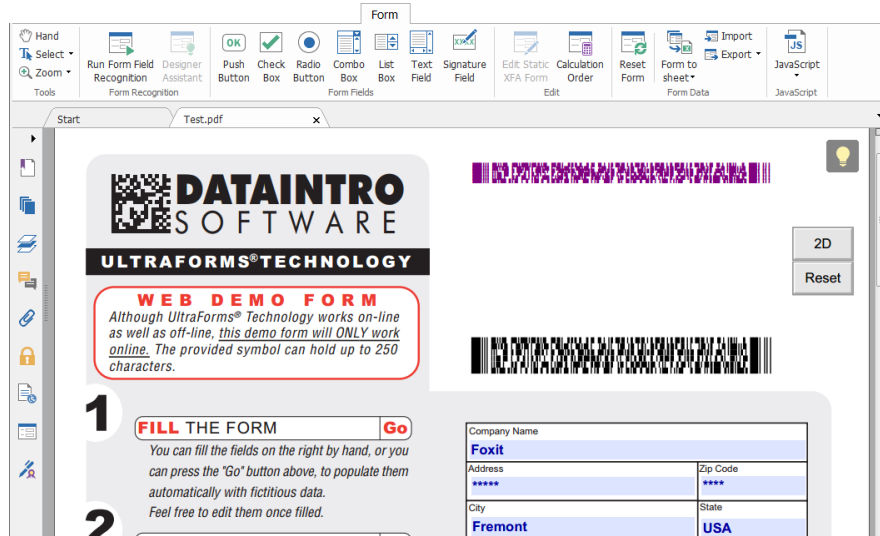 Form
Hand
Select
Zoom
Tools
Run Form Field
Recognition
Designer
Assistant
Form Recognition
OK
Push
Button
Check
Box
Radio
Button
Combo
Box
List
Box
Text
Field
XXXX
Signature
Field
Form Fields
Edit Static
XFA Form
Calculation
Order
Edit
Reset
Form
Form to
sheet
Import
Export
Form Data
JS
JavaScript
JavaScript
Start
Test.pdf
x
DATAINTRO
SOFTWARE
ULTRAFORMS®TECHNOLOGY
WEB DEMO FORM
Although UltraForms® Technology works on-line
as well as off-line, this demo form will ONLY work
online. The provided symbol can hold up to 250
characters.
2D
Reset
1
FILL THE FORM
Go
You can fill the fields on the right by hand, or you
can press the "Go" button above, to populate them
automatically with fictitious data.
Feel free to edit them once filled.
2
Company Name
Foxit
Address
*****
Zip Code
****
City
Fremont
State
USA